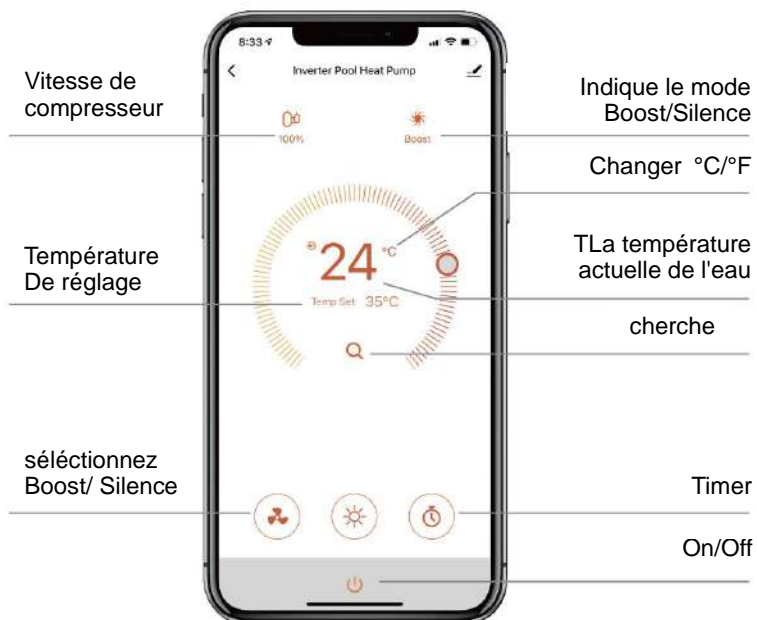 8:33
Inverter Pool Heat Pump
Vitesse de
compresseur
Indique le mode
Boost/Silence
100%
Boost
Changer °C/°F
24 °C
Température
De réglage
TLa température
actuelle de l'eau
Temp Set 35°C
cherche
séléctionnez
Boost/ Silence
Timer
On/Off